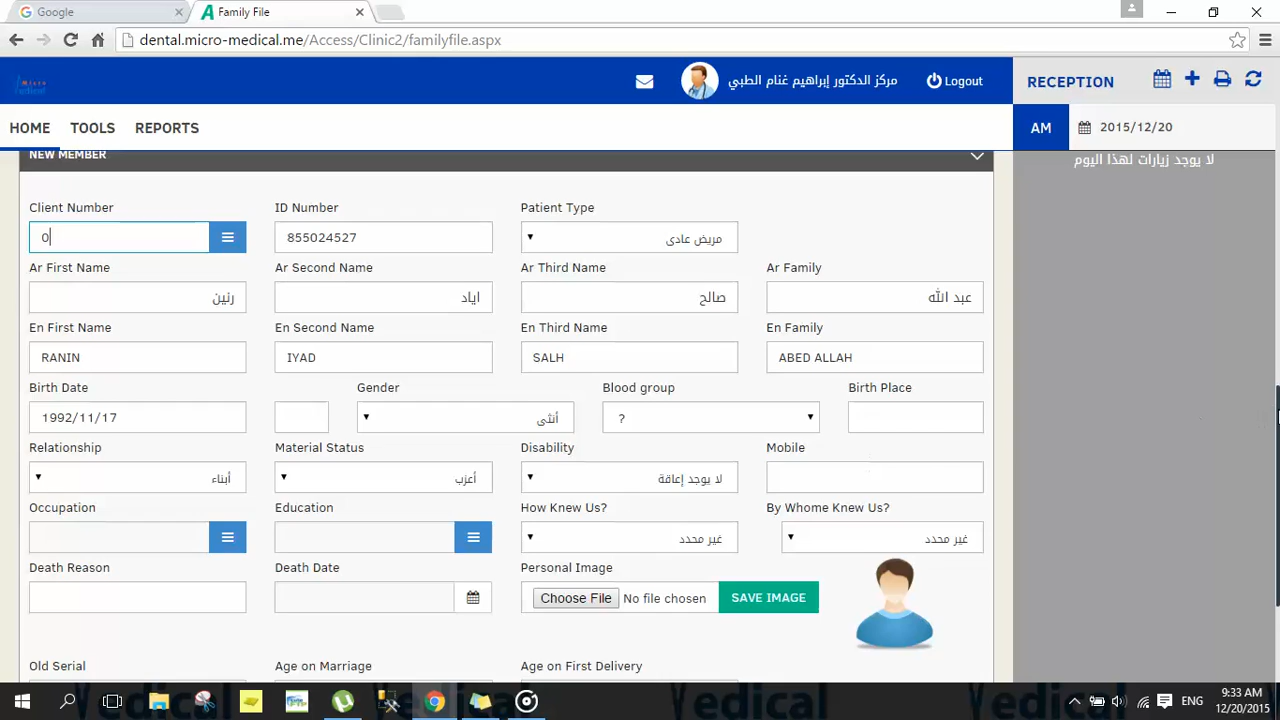 Google
Family File
dental.micro-medical.me/Access/Clinic2/familyfile.aspx
مركز الدكتور إبراهيم غنام الطبي
Logout
RECEPTION
HOME TOOLS REPORTS
AM 2015/12/20
NEW MEMBER
لا يوجد زيارات لهذا اليوم
Client Number ID Number Patient Type
0 855024527 مريض عادى
Ar First Name Ar Second Name Ar Third Name Ar Family
رنين اياد صالح عبد الله
En First Name En Second Name En Third Name En Family
RANIN IYAD SALH ABED ALLAH
Birth Date Gender Blood group Birth Place
1992/11/17 أنثى ?
Relationship Material Status Disability Mobile
أبناء أعزب لا يوجد إعاقة
Occupation Education How Knew Us? By Whome Knew Us?
غير محدد غير محدد
Death Reason Death Date Personal Image
Choose File No file chosen SAVE IMAGE
Old Serial Age on Marriage Age on First Delivery
ENG
9:33 AM
12/20/2015